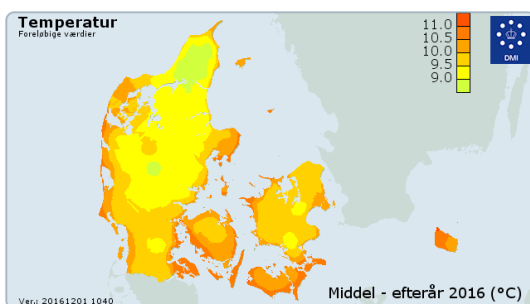 Temperatur
Foreløbige værdier
11.0
10.5
10.0
9.5
9.0
DMI
Middel - efterår 2016 (°C)
Ver.: 20161201 1040